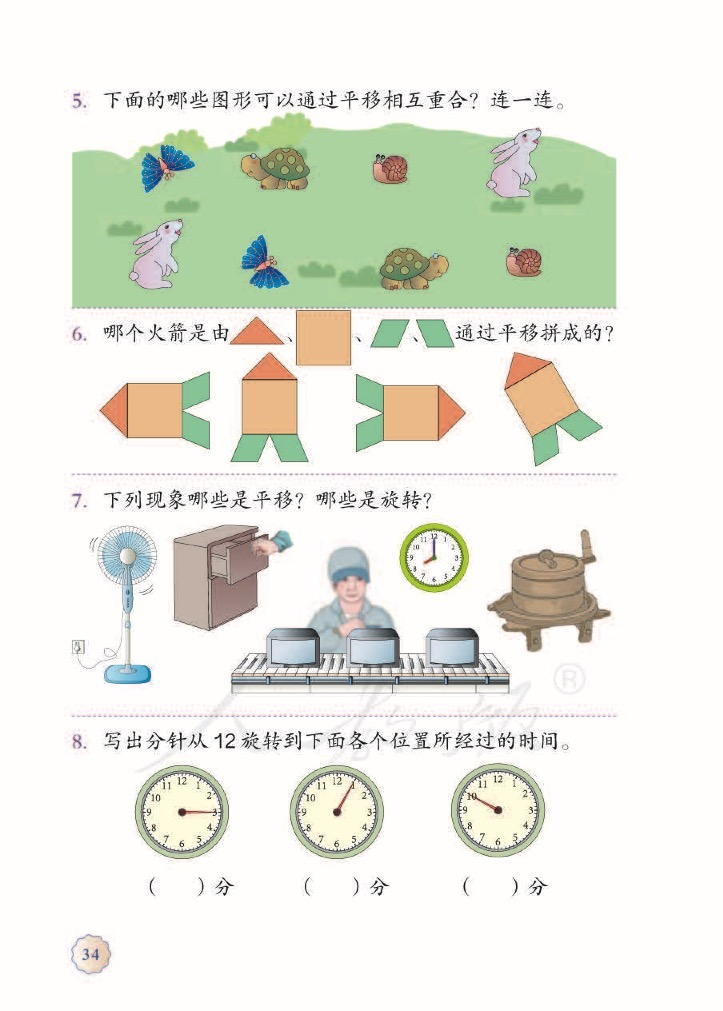 5. 下面的哪些图形可以通过平移相互重合？连一连。
6. 哪个火箭是由 、 、 、 通过平移拼成的？
7. 下列现象哪些是平移？哪些是旋转？
12 1 2 3 4 5 6 7 8 9 10 11
人教师 ®
8. 写出分针从 12 旋转到下面各个位置所经过的时间。
12 1 2 3 4 5 6 7 8 9 10 11
12 1 2 3 4 5 6 7 8 9 10 11
12 1 2 3 4 5 6 7 8 9 10 11
（ ）分 （ ）分 （ ）分
34